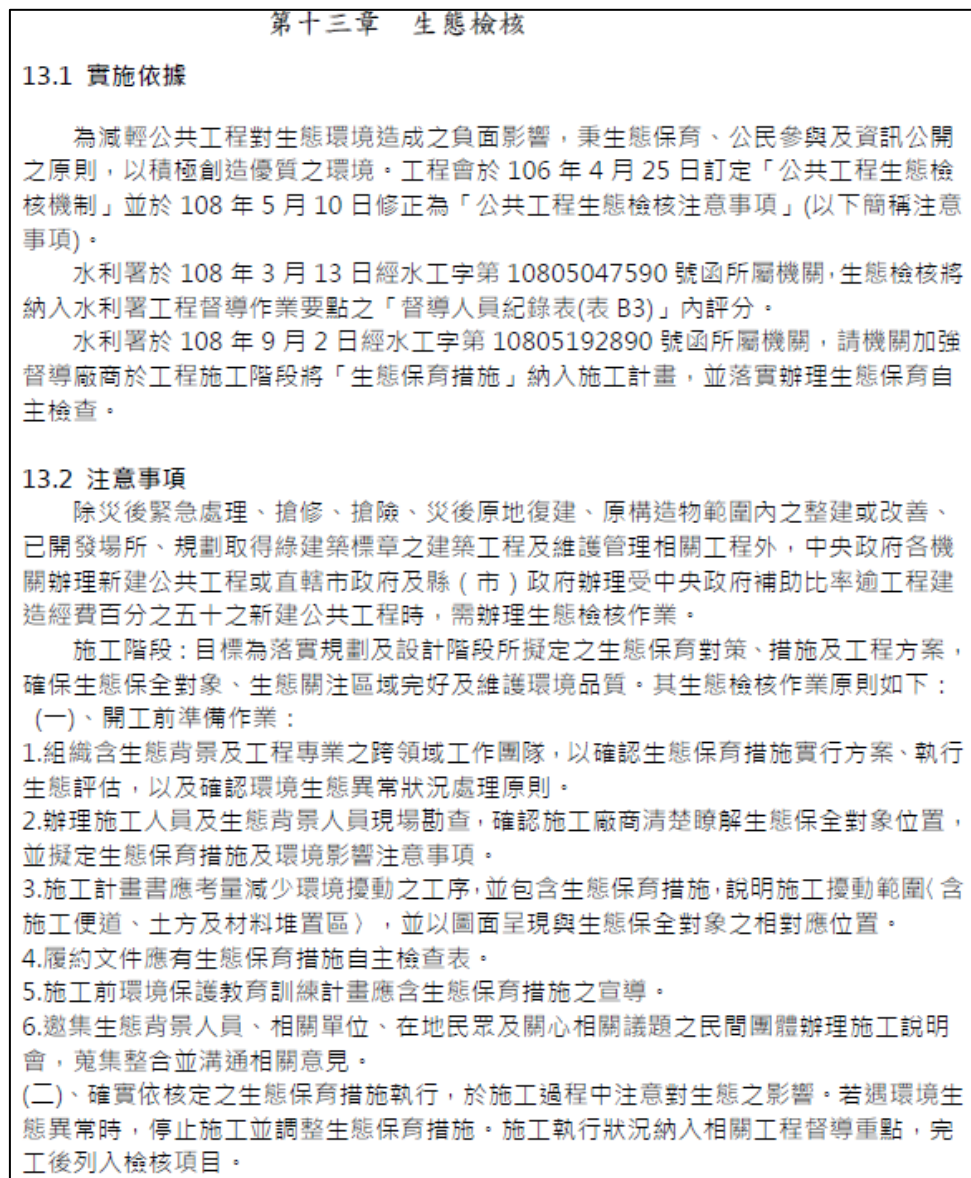 第十三章 生態檢核
13.1 實施依據
為減輕公共工程對生態環境造成之負面影響，秉生態保育、公民參與及資訊公開
之原則，以積極創造優質之環境。工程會於 106 年 4 月 25 日訂定「公共工程生態檢
核機制」並於 108 年 5 月 10 日修正為「公共工程生態檢核注意事項」(以下簡稱注意
事項)。
水利署於 108 年 3 月 13 日經水工字第 10805047590 號函所屬機關，生態檢核將
納入水利署工程督導作業要點之「督導人員紀錄表(表 B3)」內評分。
水利署於 108 年 9 月 2 日經水工字第 10805192890 號函所屬機關，請機關加強
督導廠商於工程施工階段將「生態保育措施」納入施工計畫，並落實辦理生態保育自
主檢查。
13.2 注意事項
除災後緊急處理、搶修、搶險、災後原地復建、原構造物範圍內之整建或改善、
已開發場所、規劃取得綠建築標章之建築工程及維護管理相關工程外，中央政府各機
關辦理新建公共工程或直轄市政府及縣（市）政府辦理受中央政府補助比率逾工程建
造經費百分之五十之新建公共工程時，需辦理生態檢核作業。
施工階段：目標為落實規劃及設計階段所擬定之生態保育對策、措施及工程方案，
確保生態保全對象、生態關注區域完好及維護環境品質。其生態檢核作業原則如下：
(一)、開工前準備作業：
1.組織含生態背景及工程專業之跨領域工作團隊，以確認生態保育措施實行方案、執行
生態評估，以及確認環境生態異常狀況處理原則。
2.辦理施工人員及生態背景人員現場勘查，確認施工廠商清楚瞭解生態保全對象位置，
並擬定生態保育措施及環境影響注意事項。
3.施工計畫書應考量減少環境擾動之工序，並包含生態保育措施，說明施工擾動範圍〈含
施工便道、土方及材料堆置區〉，並以圖面呈現與生態保全對象之相對應位置。
4.履約文件應有生態保育措施自主檢查表。
5.施工前環境保護教育訓練計畫應含生態保育措施之宣導。
6.邀集生態背景人員、相關單位、在地民眾及關心相關議題之民間團體辦理施工說明
會，蒐集整合並溝通相關意見。
(二)、確實依核定之生態保育措施執行，於施工過程中注意對生態之影響。若遇環境生
態異常時，停止施工並調整生態保育措施。施工執行狀況納入相關工程督導重點，完
工後列入檢核項目。